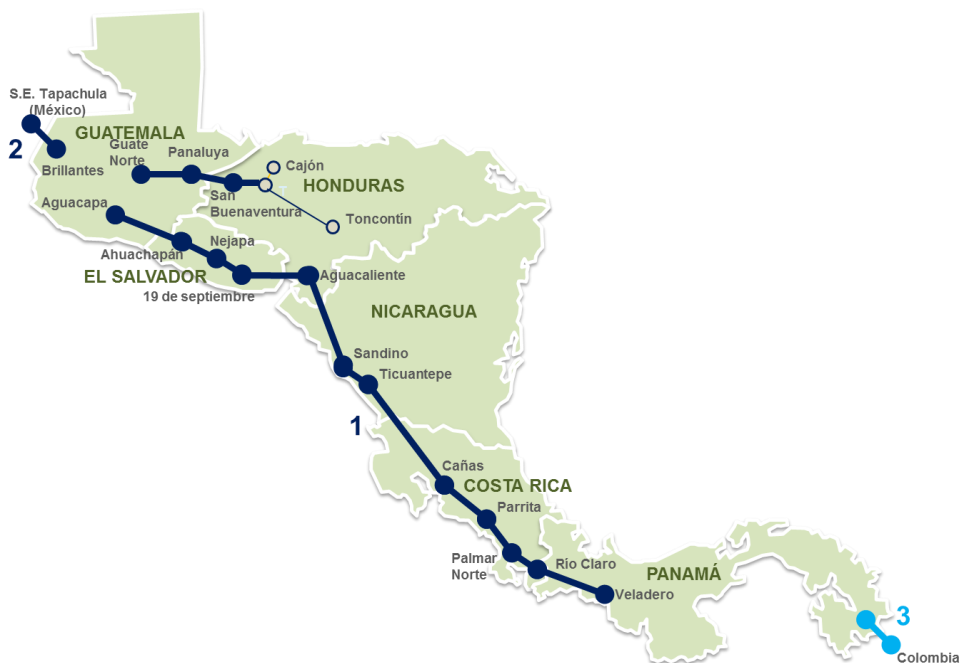 S.E. Tapachula
(México)
2
GUATEMALA
Brillantes
Guate
Norte
Panaluya
Cajón
HONDURAS
San
Buenaventura
Toncontín
Aguacapa
Ahuachapán
Nejapa
EL SALVADOR
19 de septiembre
Aguacaliente
NICARAGUA
Sandino
Ticuantepe
1
Cañas
COSTA RICA
Parrita
Palmar
Norte
Río Claro
PANAMÁ
Veladero
3
Colombia